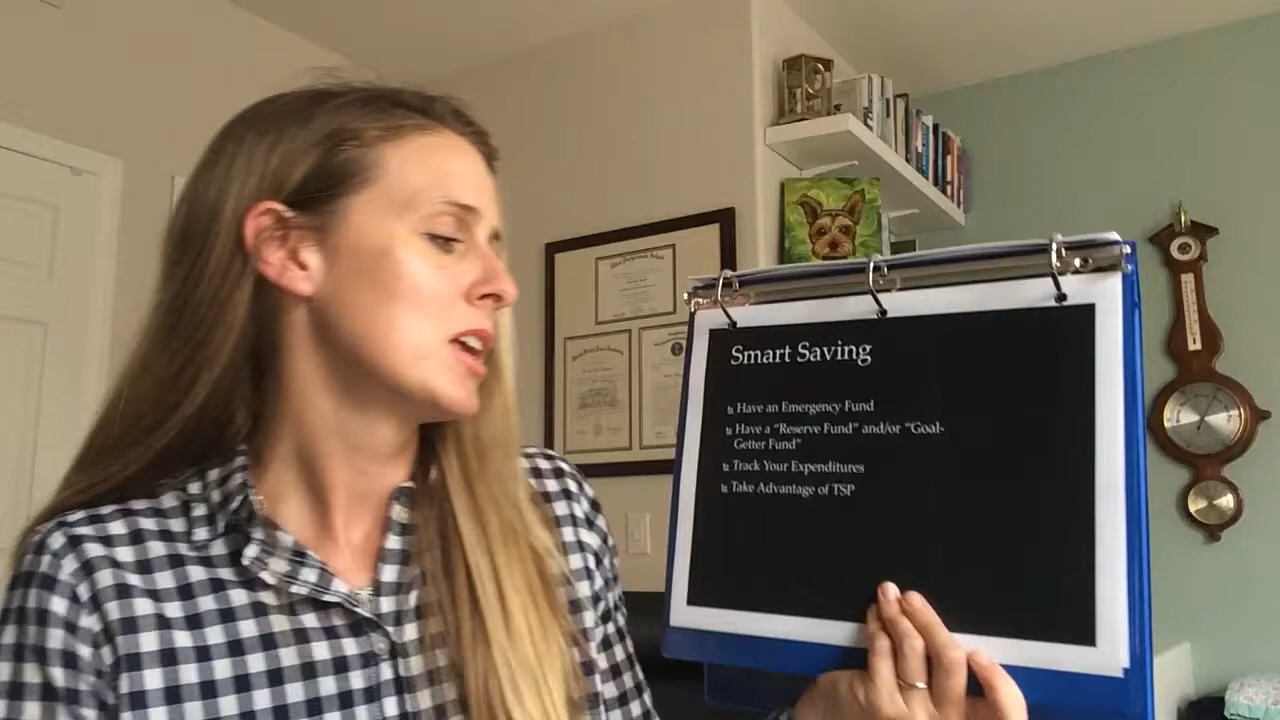 Smart Saving
Have an Emergency Fund
Have a “Reserve Fund” and/or “Goal-
Getter Fund”
Track Your Expenditures
Take Advantage of TSP